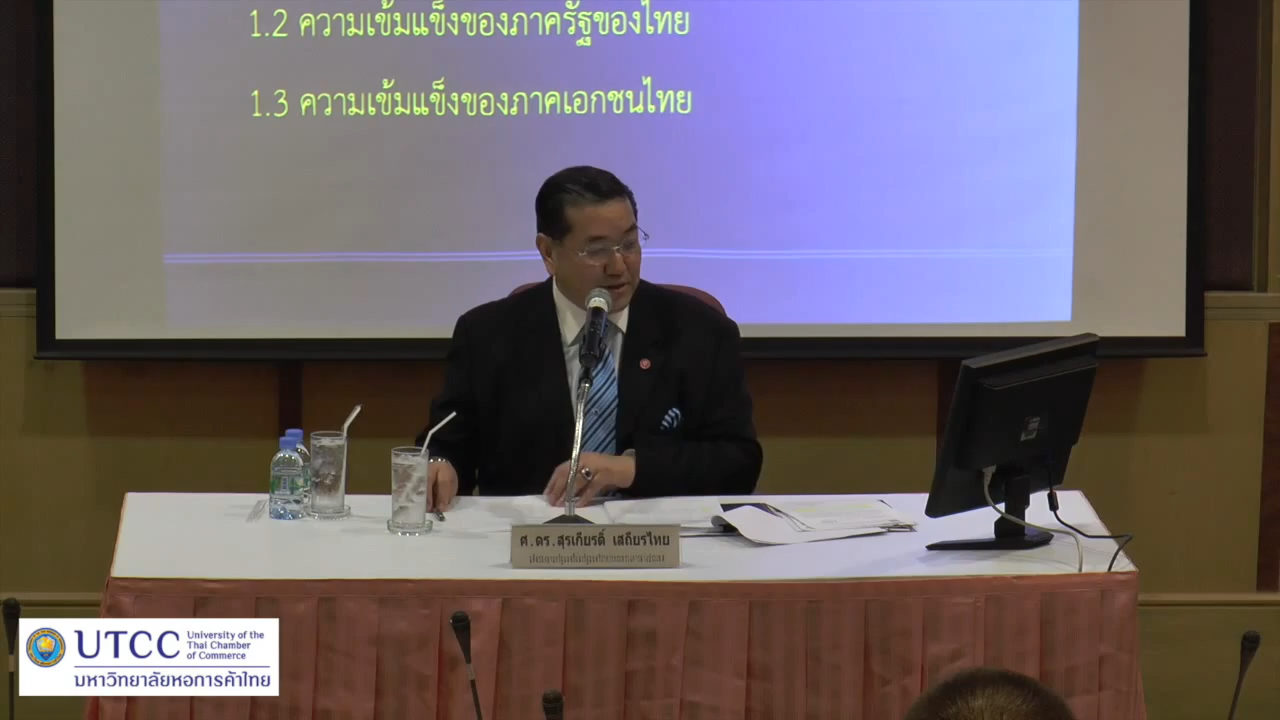 1.2 ความเข้มแข็งของภาครัฐของไทย
1.3 ความเข้มแข็งของภาคเอกชนไทย
ศ.ดร.สุรเกียรติ์ เสถียรไทย
UTCC
University of the
Thai Chamber
of Commerce
มหาวิทยาลัยหอการค้าไทย